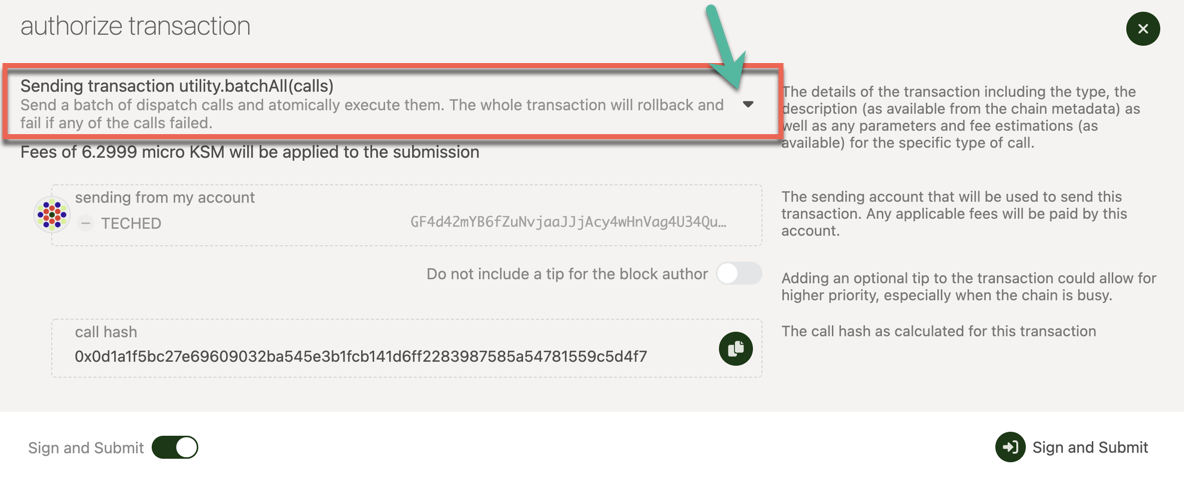 authorize transaction
Sending transaction utility.batchAll(calls)
Send a batch of dispatch calls and atomically execute them. The whole transaction will rollback and
fail if any of the calls failed.
The details of the transaction including the type, the
description (as available from the chain metadata) as
well as any parameters and fee estimations (as
available) for the specific type of call.
Fees of 6.2999 micro KSM will be applied to the submission
sending from my account
TECHED
GF4d42mYB6fZuNvjaaJJjAcy4wHnVag4U34Qu…
The sending account that will be used to send this
transaction. Any applicable fees will be paid by this
account.
Do not include a tip for the block author
Adding an optional tip to the transaction could allow for
higher priority, especially when the chain is busy.
call hash
0x0d1a1f5bc27e69609032ba545e3b1fcb141d6ff2283987585a54781559c5d4f7
The call hash as calculated for this transaction
Sign and Submit
Sign and Submit